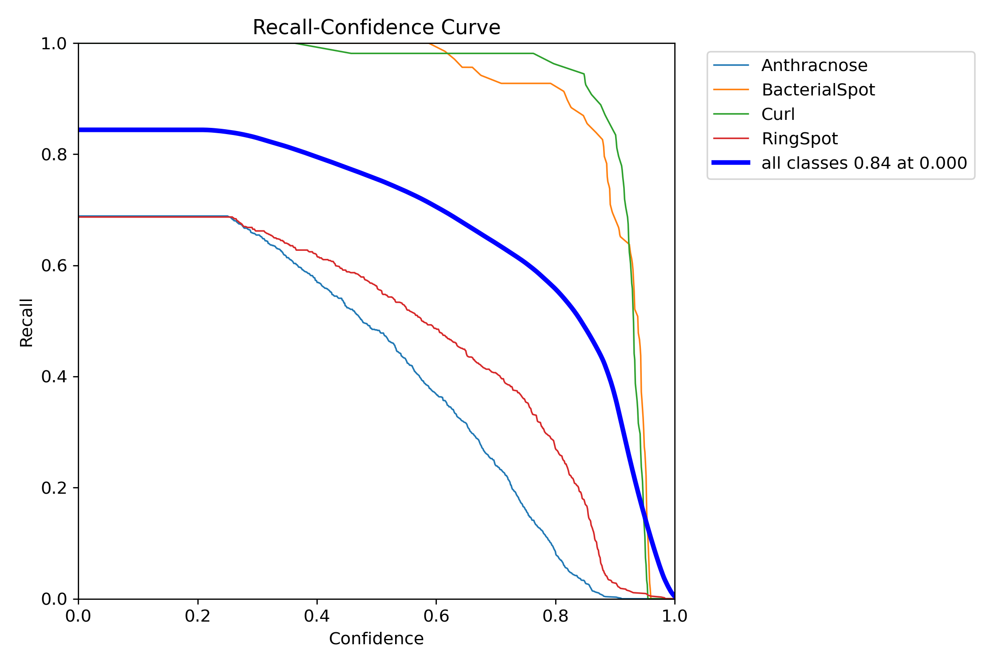 Recall-Confidence Curve
1.0
0.8
0.6
0.4
0.2
0.0
Recall
0.0 0.2 0.4 0.6 0.8 1.0
Confidence
Anthracnose
BacterialSpot
Curl
RingSpot
all classes 0.84 at 0.000